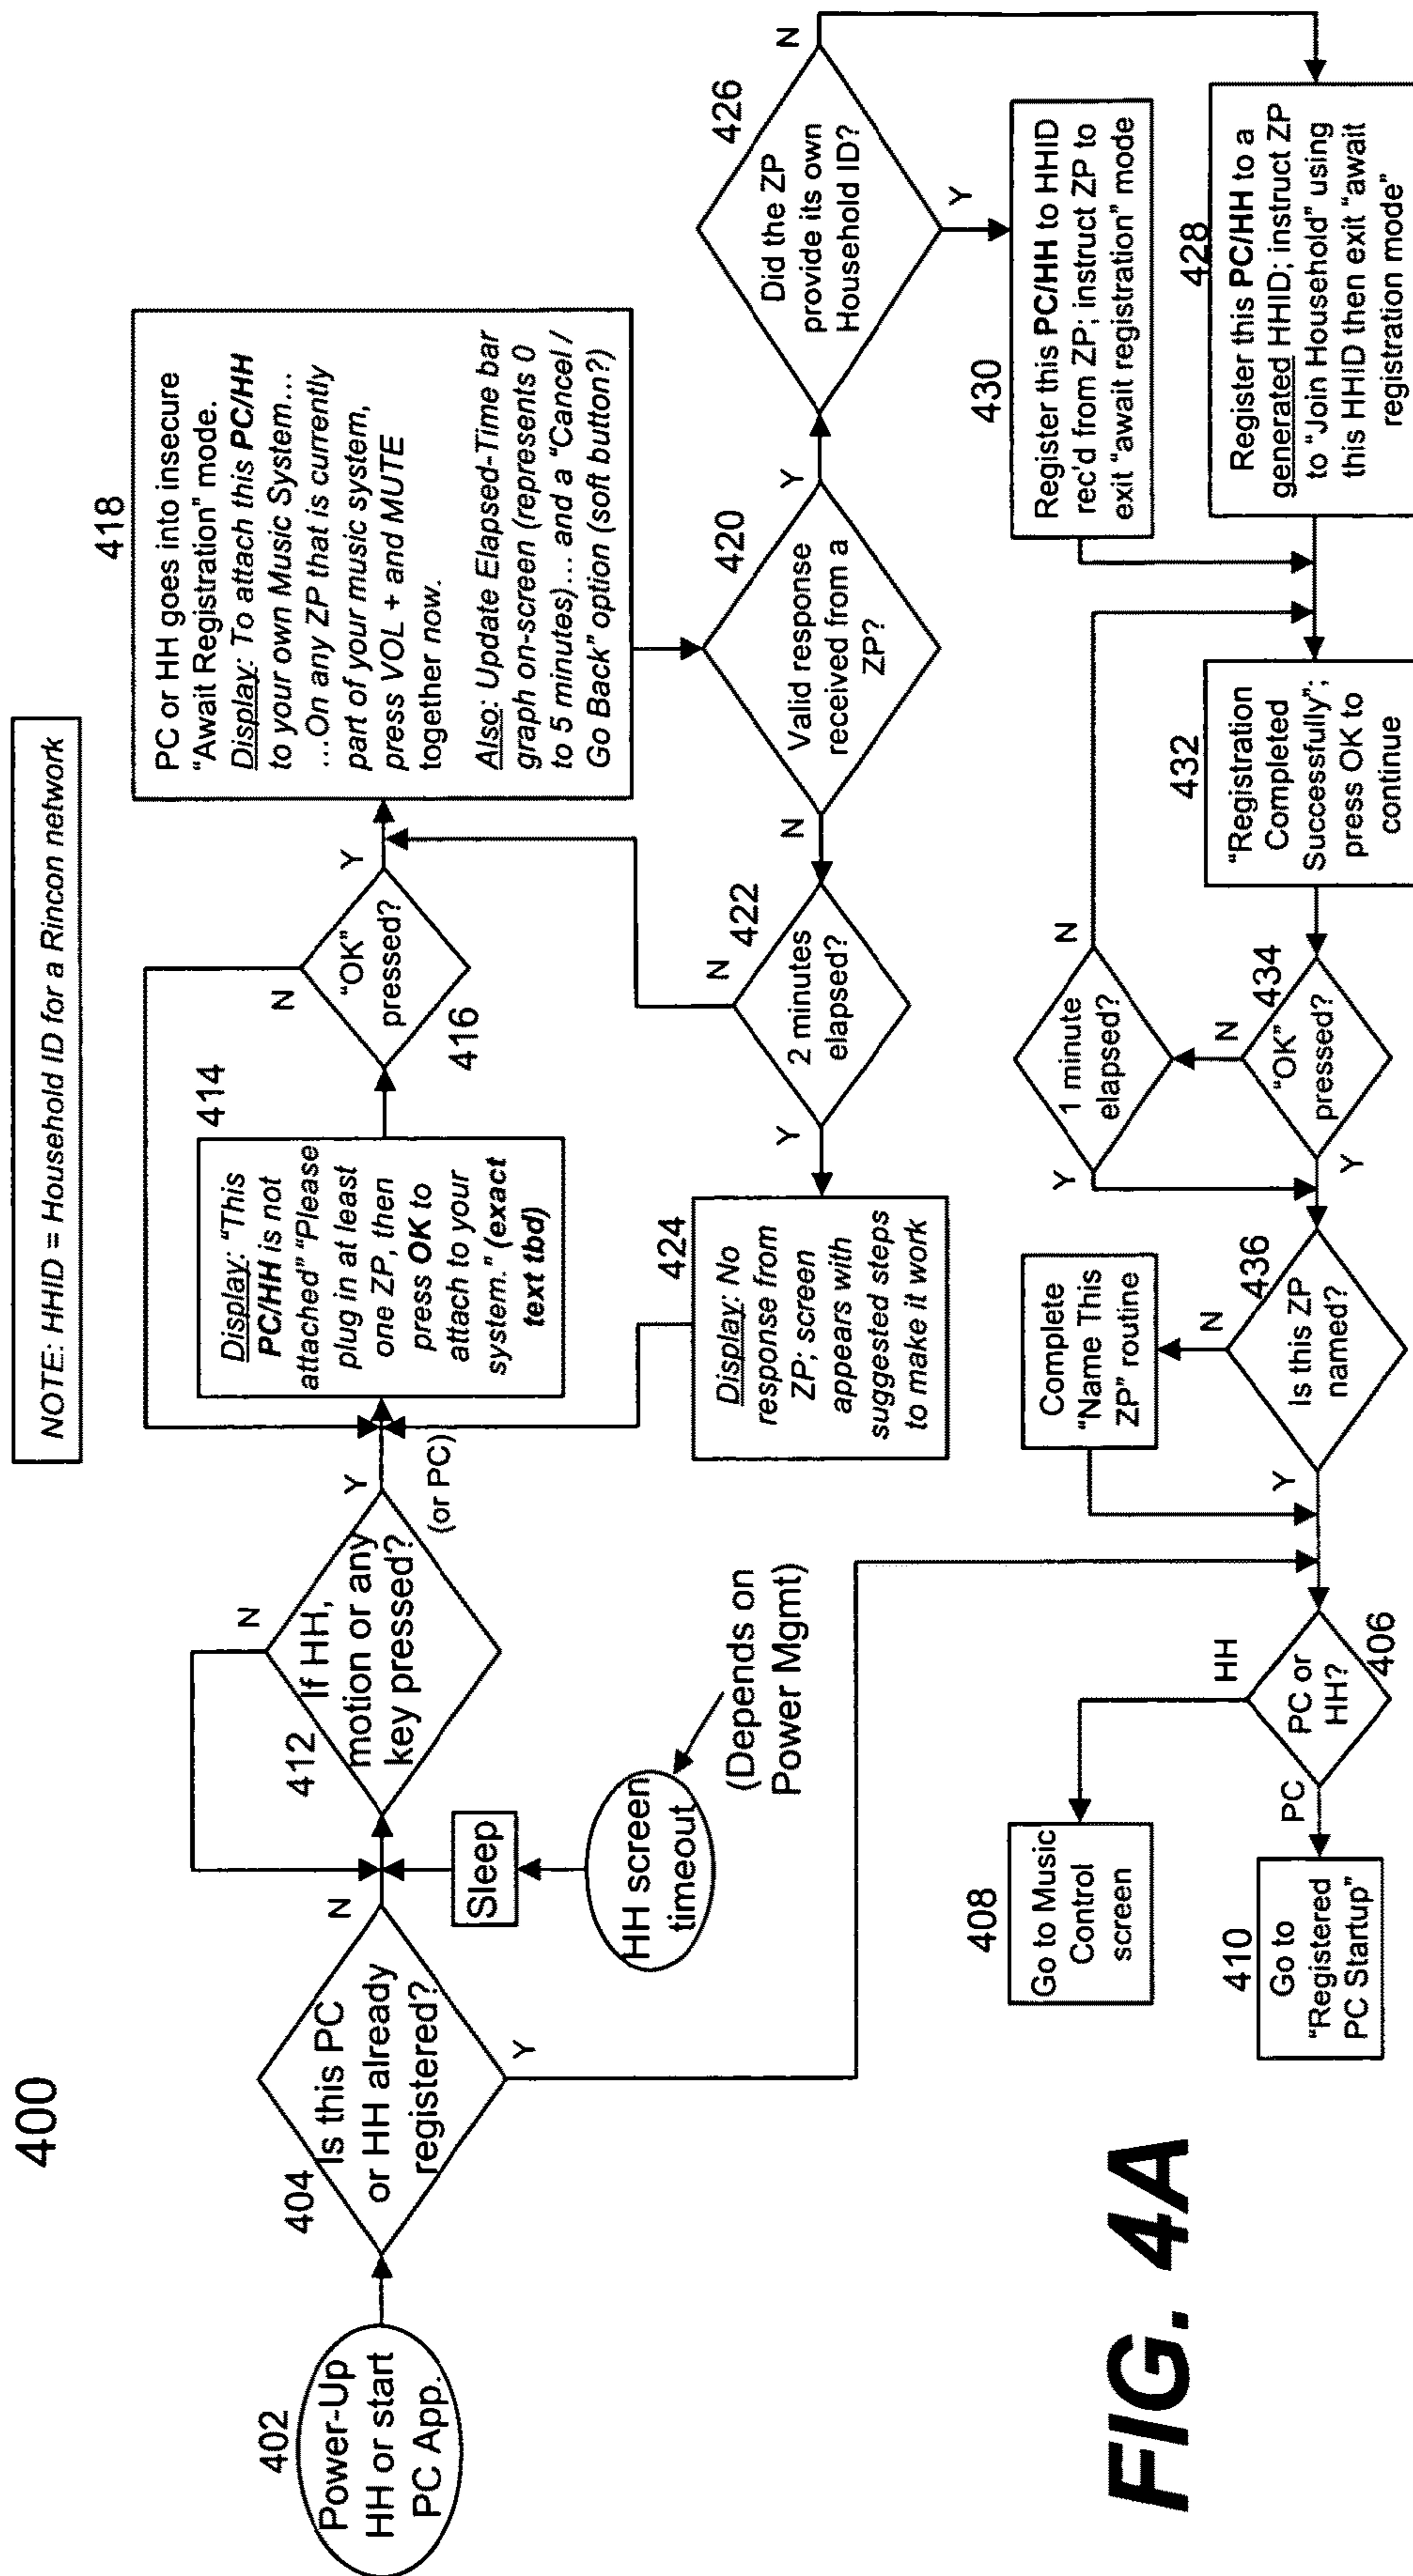 400
NOTE: HHID = Household ID for a Rincon network
402
Power-Up
HH or start
PC App.
404
Is this PC
or HH already
registered?
N
Y
Sleep
HH screen
timeout
(Depends on
Power Mgmt)
412
If HH,
motion or any
key pressed?
N
Y
(or PC)
414
Display: “This
PC/HH is not
attached” “Please
plug in at least
one ZP, then
press OK to
attach to your
system.” (exact
text tbd)
416
“OK”
pressed?
N
Y
418
PC or HH goes into insecure
“Await Registration” mode.
Display: To attach this PC/HH
to your own Music System...
...On any ZP that is currently
part of your music system,
press VOL + and MUTE
together now.
Also: Update Elapsed-Time bar
graph on-screen (represents 0
to 5 minutes)... and a “Cancel /
Go Back” option (soft button?)
420
Valid response
received from a
ZP?
N
Y
422
2 minutes
elapsed?
N
Y
424
Display: No
response from
ZP; screen
appears with
suggested steps
to make it work
426
Did the ZP
provide its own
Household ID?
N
Y
430
Register this PC/HH to HHID
rec'd from ZP; instruct ZP to
exit “await registration” mode
428
Register this PC/HH to a
generated HHID; instruct ZP
to “Join Household” using
this HHID then exit “await
registration mode”
432
“Registration
Completed
Successfully”;
press OK to
continue
434
“OK”
pressed?
N
Y
1 minute
elapsed?
N
Y
436
Is this ZP
named?
N
Y
Complete
“Name This
ZP” routine
406
PC or
HH?
HH
PC
408
Go to Music
Control
screen
410
Go to
“Registered
PC Startup”
FIG. 4A